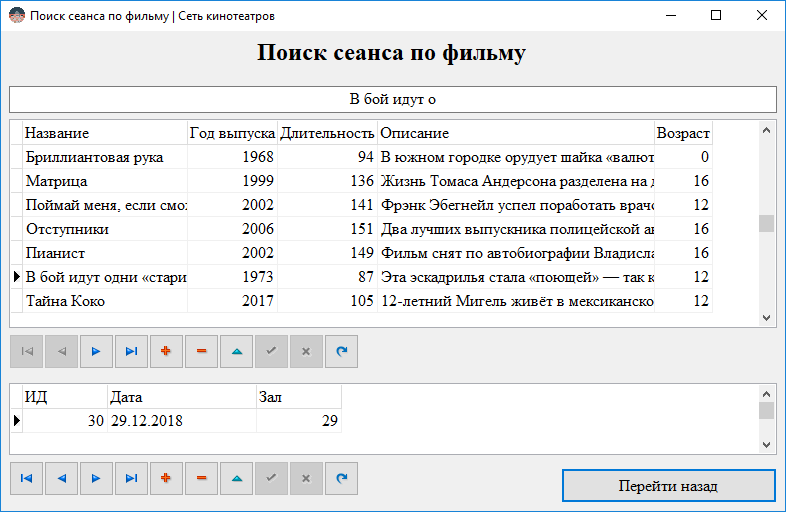 Поиск сеанса по фильму | Сеть кинотеатров
Поиск сеанса по фильму
В бой идут о
Название Год выпуска Длительность Описание Возраст
Бриллиантовая рука 1968 94 В южном городке орудует шайка «валют 0
Матрица 1999 136 Жизнь Томаса Андерсона разделена на д 16
Поймай меня, если смо 2002 141 Фрэнк Эбегнейл успел поработать врачо 12
Отступники 2006 151 Два лучших выпускника полицейской ак 16
Пианист 2002 149 Фильм снят по автобиографии Владисла 16
В бой идут одни «стари 1973 87 Эта эскадрилья стала «поющей» — так к 12
Тайна Коко 2017 105 12-летний Мигель живёт в мексиканско 12
ИД Дата Зал
30 29.12.2018 29
Перейти назад